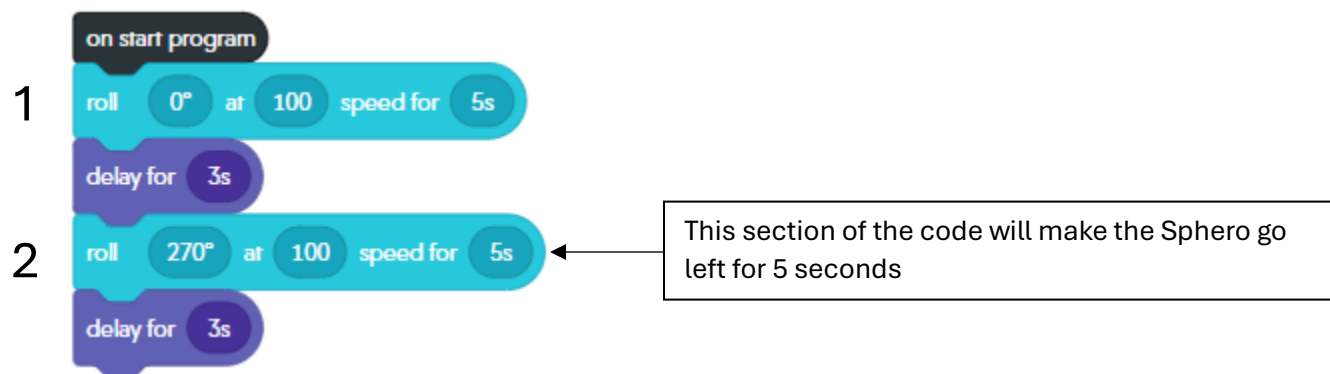 on start program
1 roll 0° at 100 speed for 5s
delay for 3s
2 roll 270° at 100 speed for 5s
This section of the code will make the Sphero go
left for 5 seconds
delay for 3s